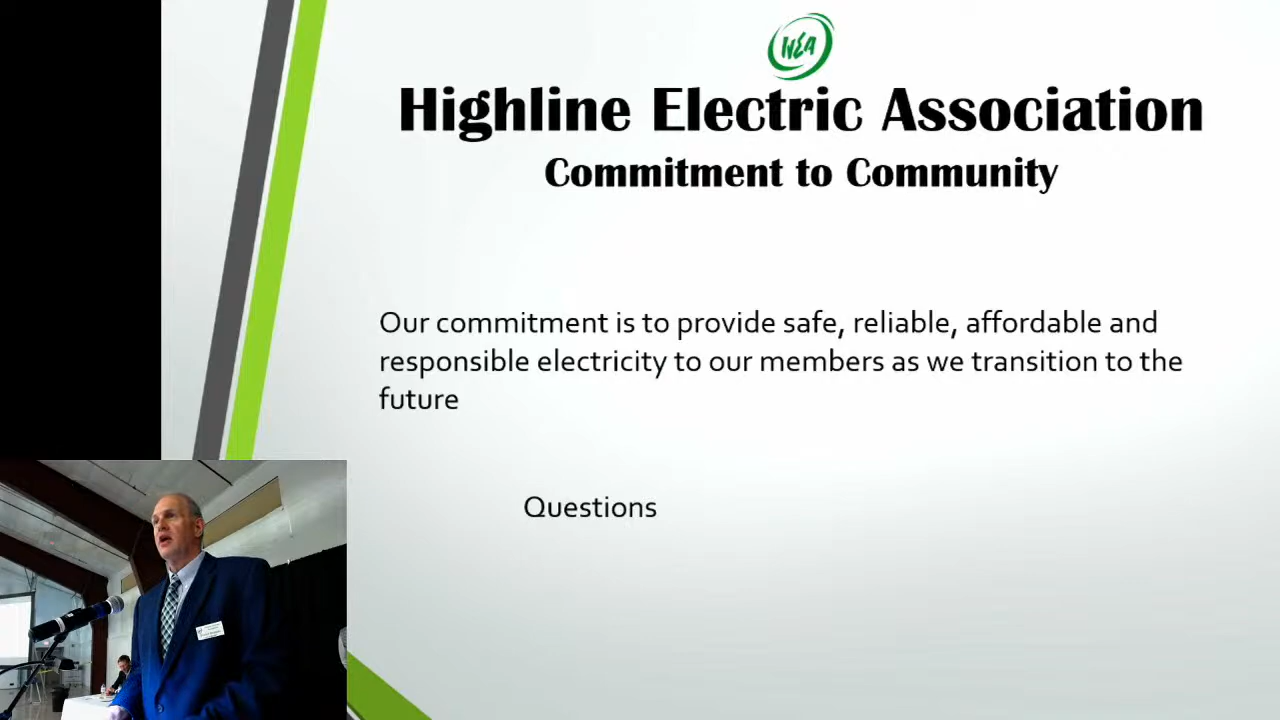 HEA
Highline Electric Association
Commitment to Community
Our commitment is to provide safe, reliable, affordable and
responsible electricity to our members as we transition to the
future
Questions